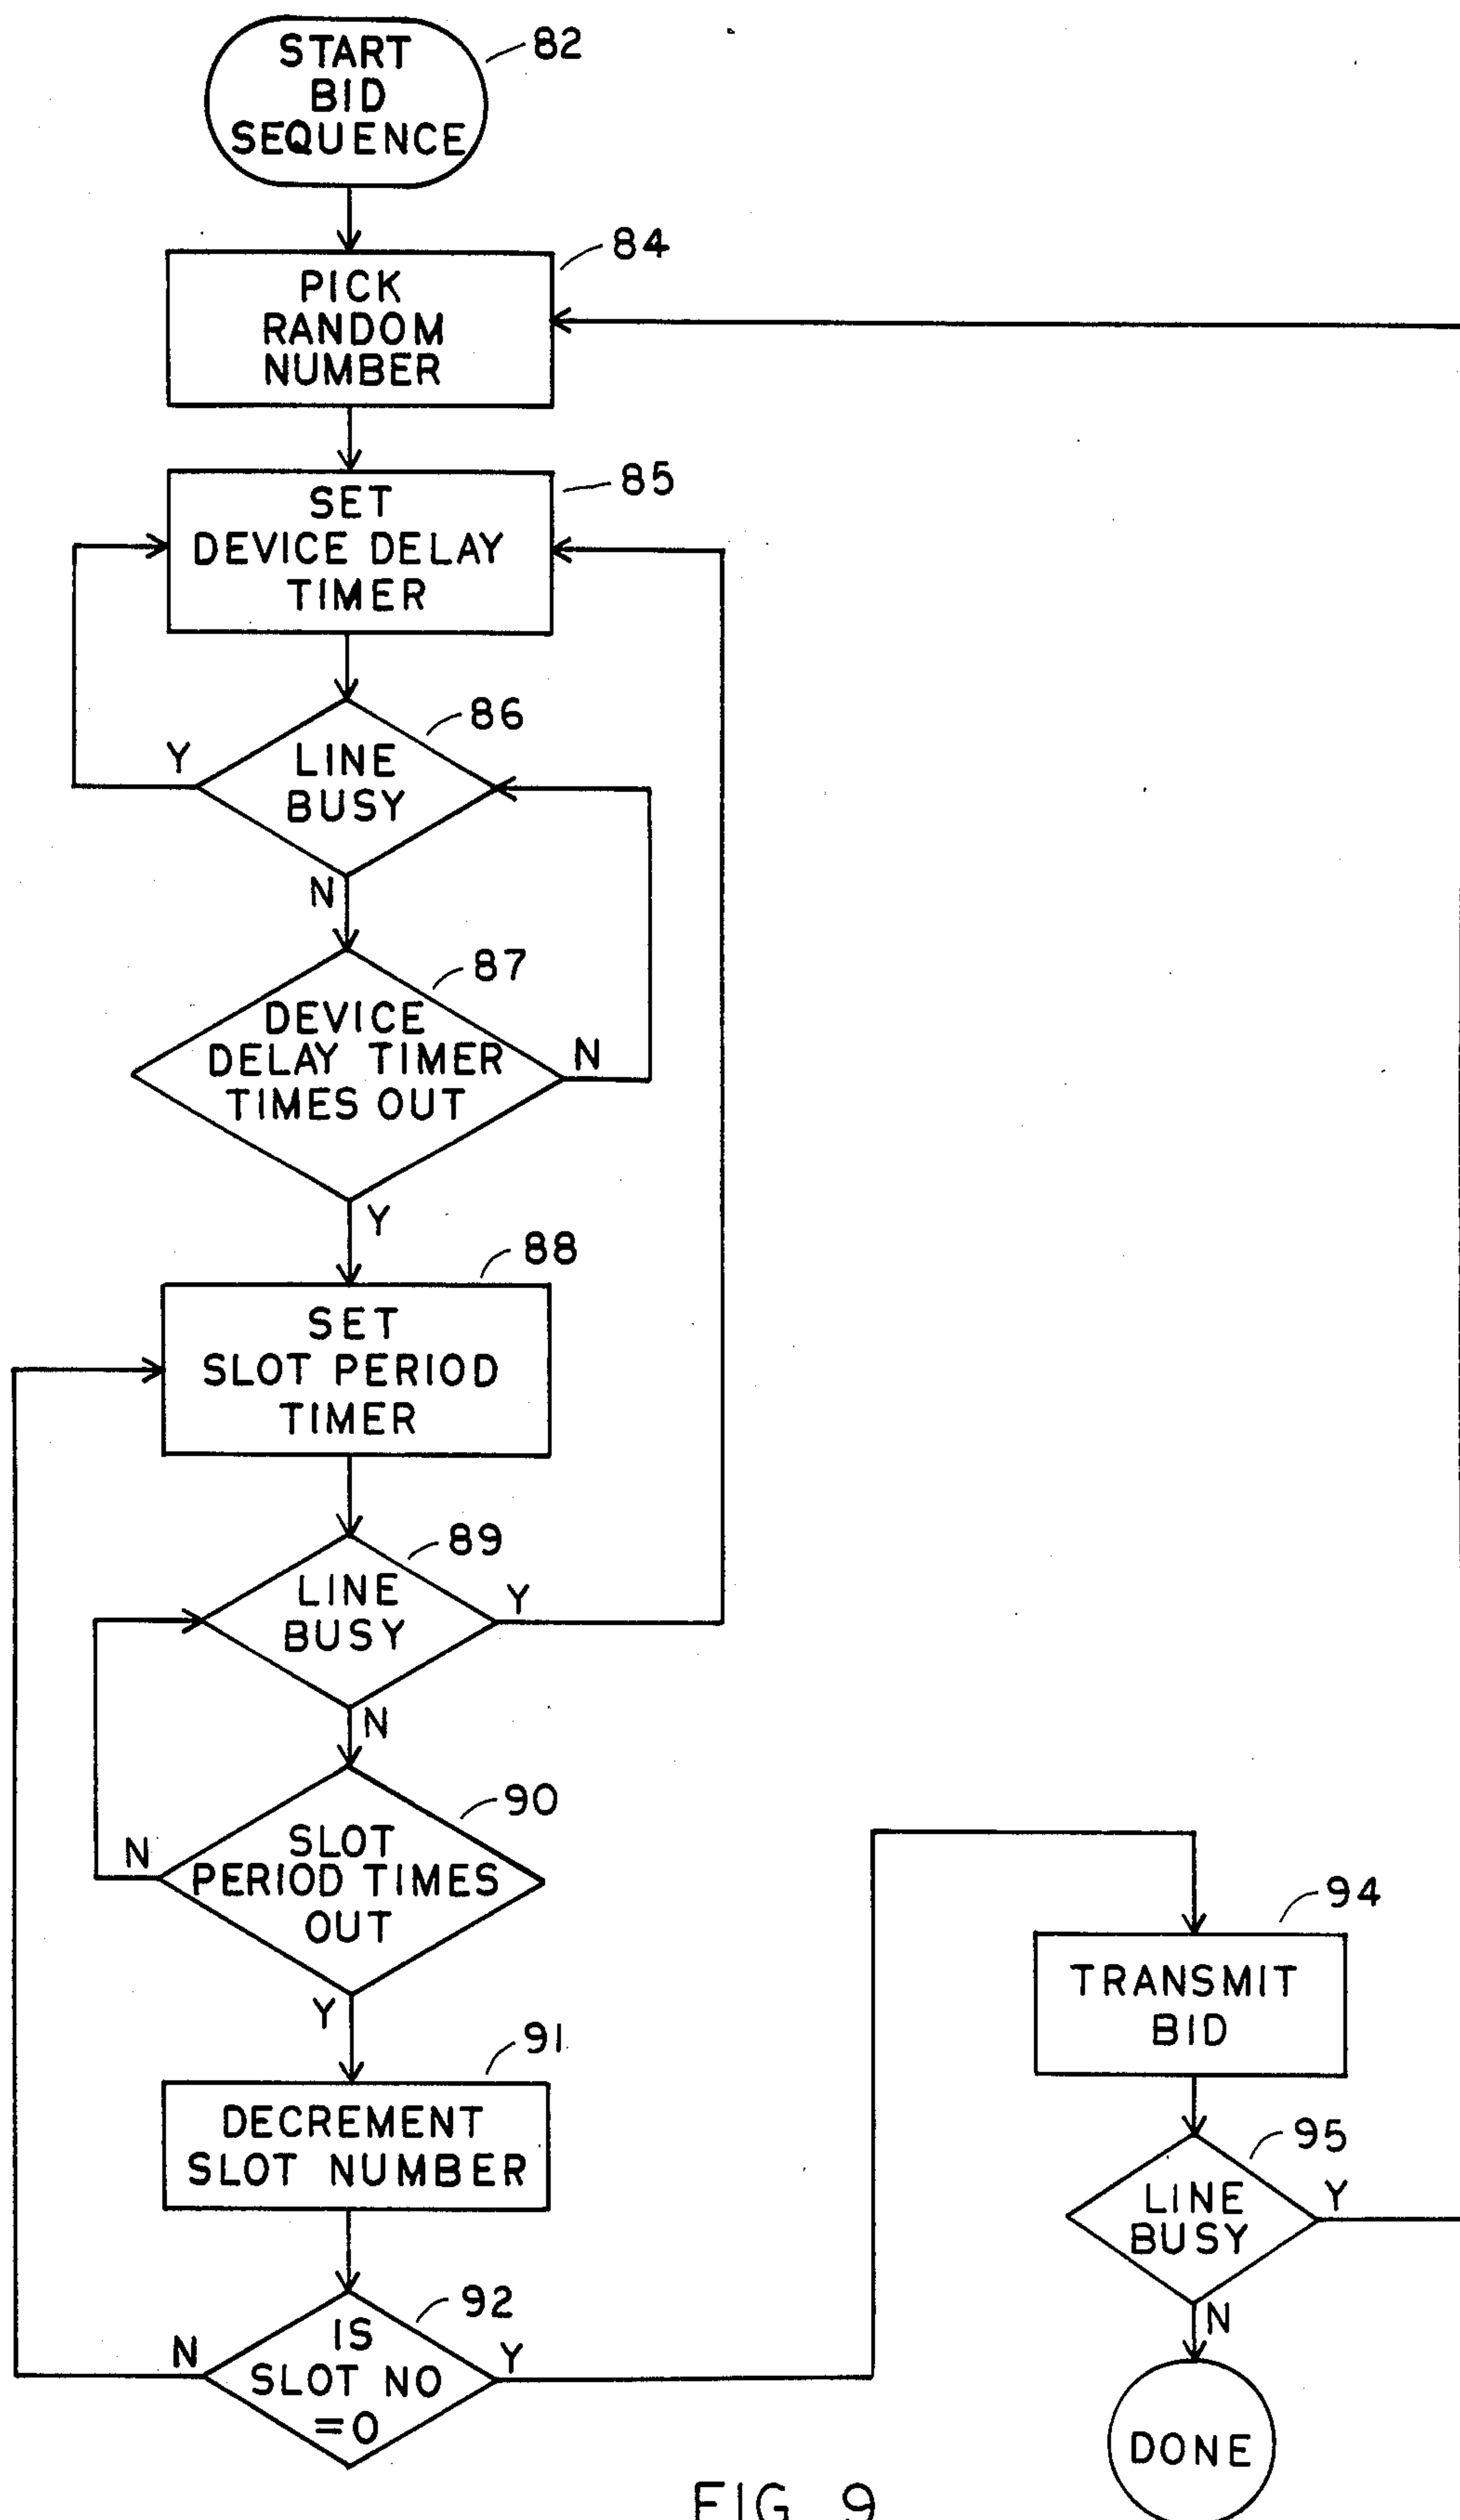 START
BID
SEQUENCE
82
PICK
RANDOM
NUMBER
84
SET
DEVICE DELAY
TIMER
85
LINE
BUSY
86
Y
N
DEVICE
DELAY TIMER
TIMES OUT
87
N
Y
SET
SLOT PERIOD
TIMER
88
LINE
BUSY
89
Y
N
SLOT
PERIOD TIMES
OUT
90
N
Y
DECREMENT
SLOT NUMBER
91
IS
SLOT NO
=0
92
N
Y
TRANSMIT
BID
94
LINE
BUSY
95
Y
N
DONE
FIG. 9